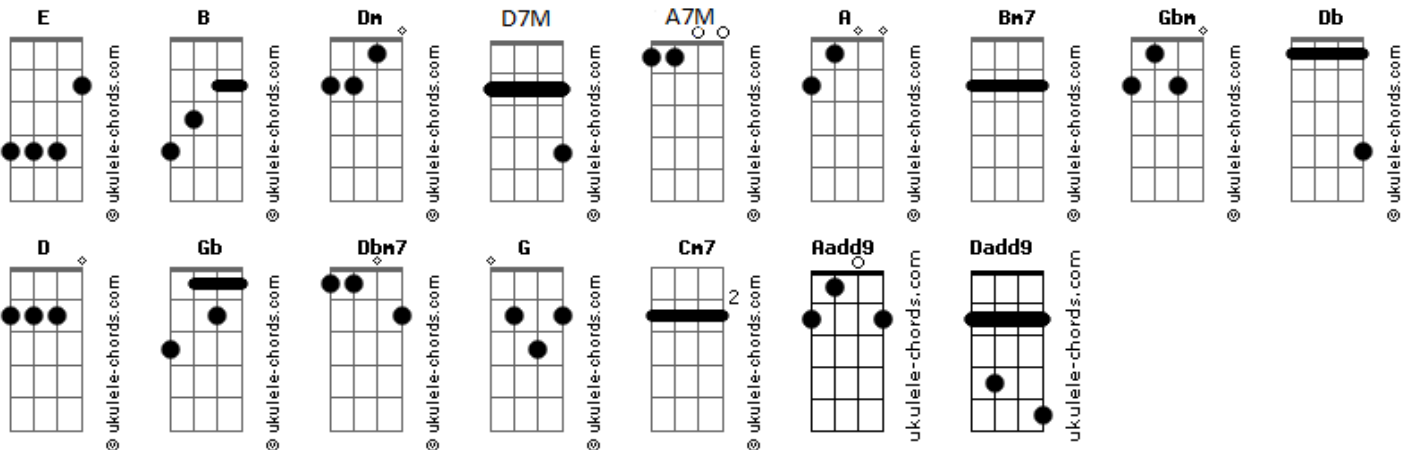 E B Dm D7M A7M A Bm7 Gbm Db
© ukulele-chords.com © ukulele-chords.com © ukulele-chords.com © ukulele-chords.com © ukulele-chords.com © ukulele-chords.com © ukulele-chords.com © ukulele-chords.com © ukulele-chords.com
D Gb Dbm7 G Cm7 Aadd9 Dadd9
2
© ukulele-chords.com © ukulele-chords.com © ukulele-chords.com © ukulele-chords.com © ukulele-chords.com ukulele-chords.com ukulele-chords.com